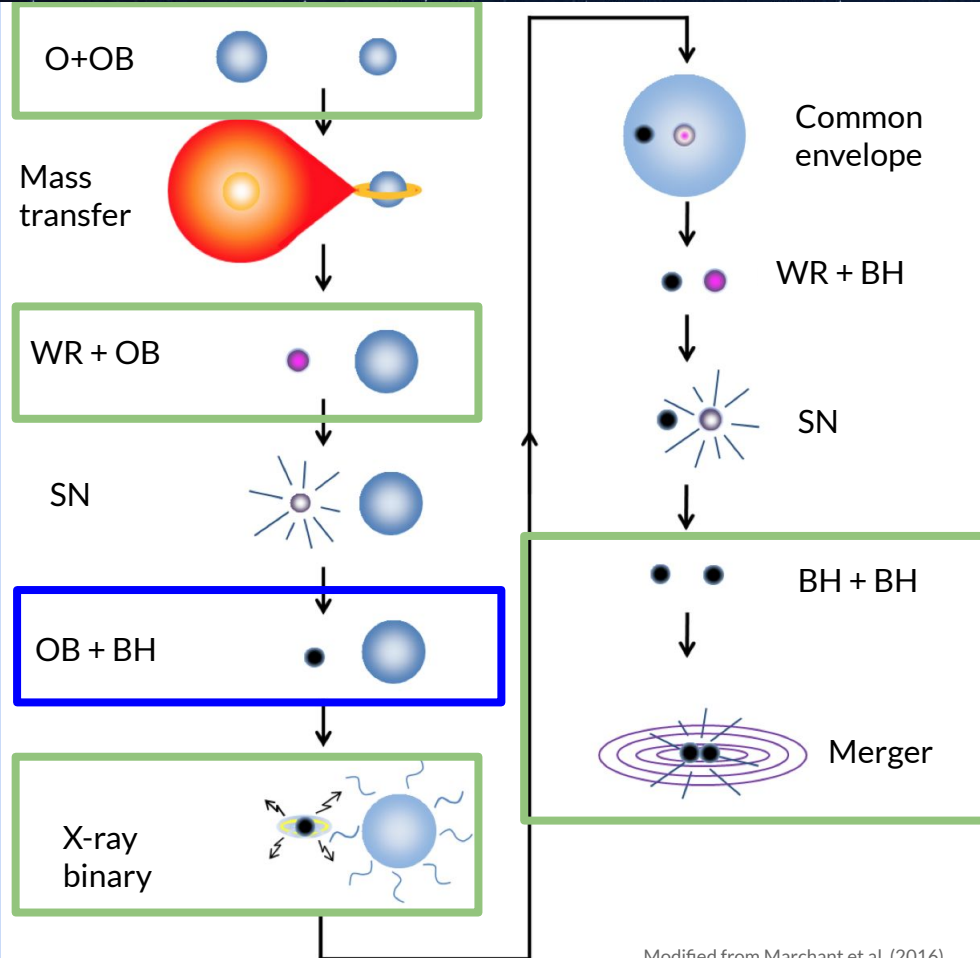 O+OB
Mass
transfer
WR + OB
SN
OB + BH
X-ray
binary
Common
envelope
WR + BH
SN
BH + BH
Merger
Modified from Marchant et al. (2016)